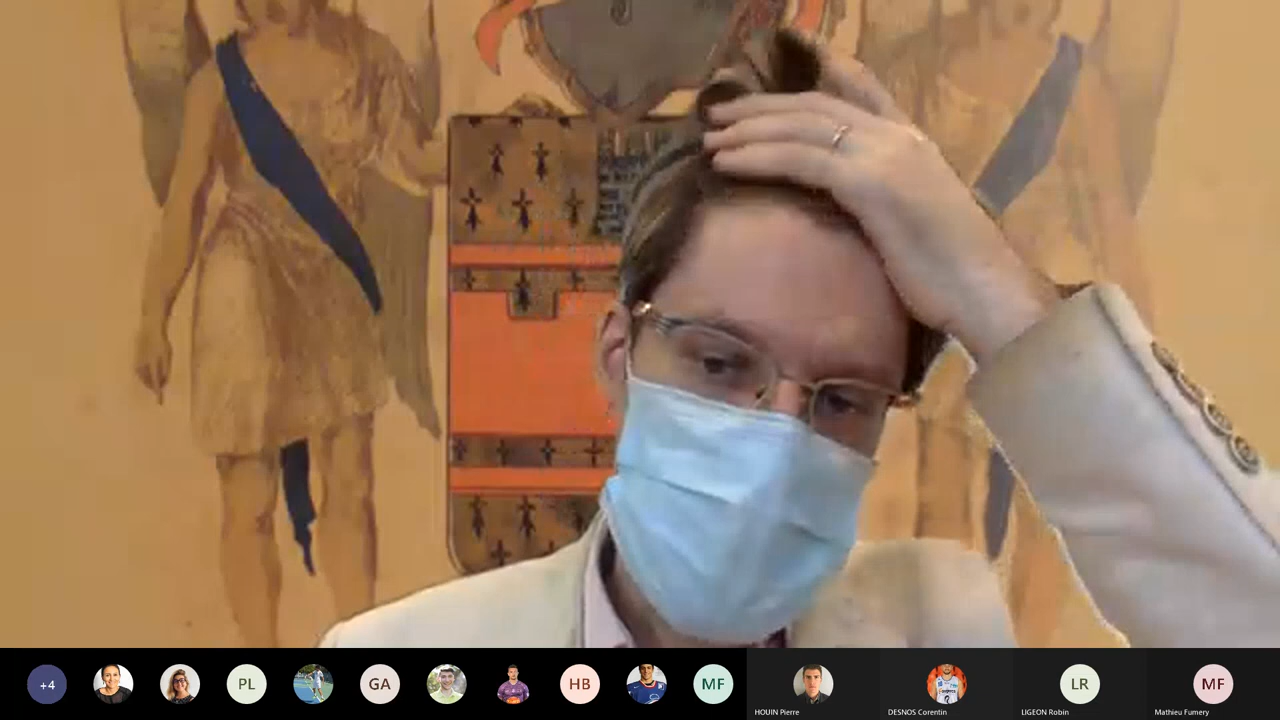 +4
PL
GA
HB
MF
LR
MF
HOUIN Pierre
DESNOS Corentin
LIGEON Robin
Mathieu Fumery